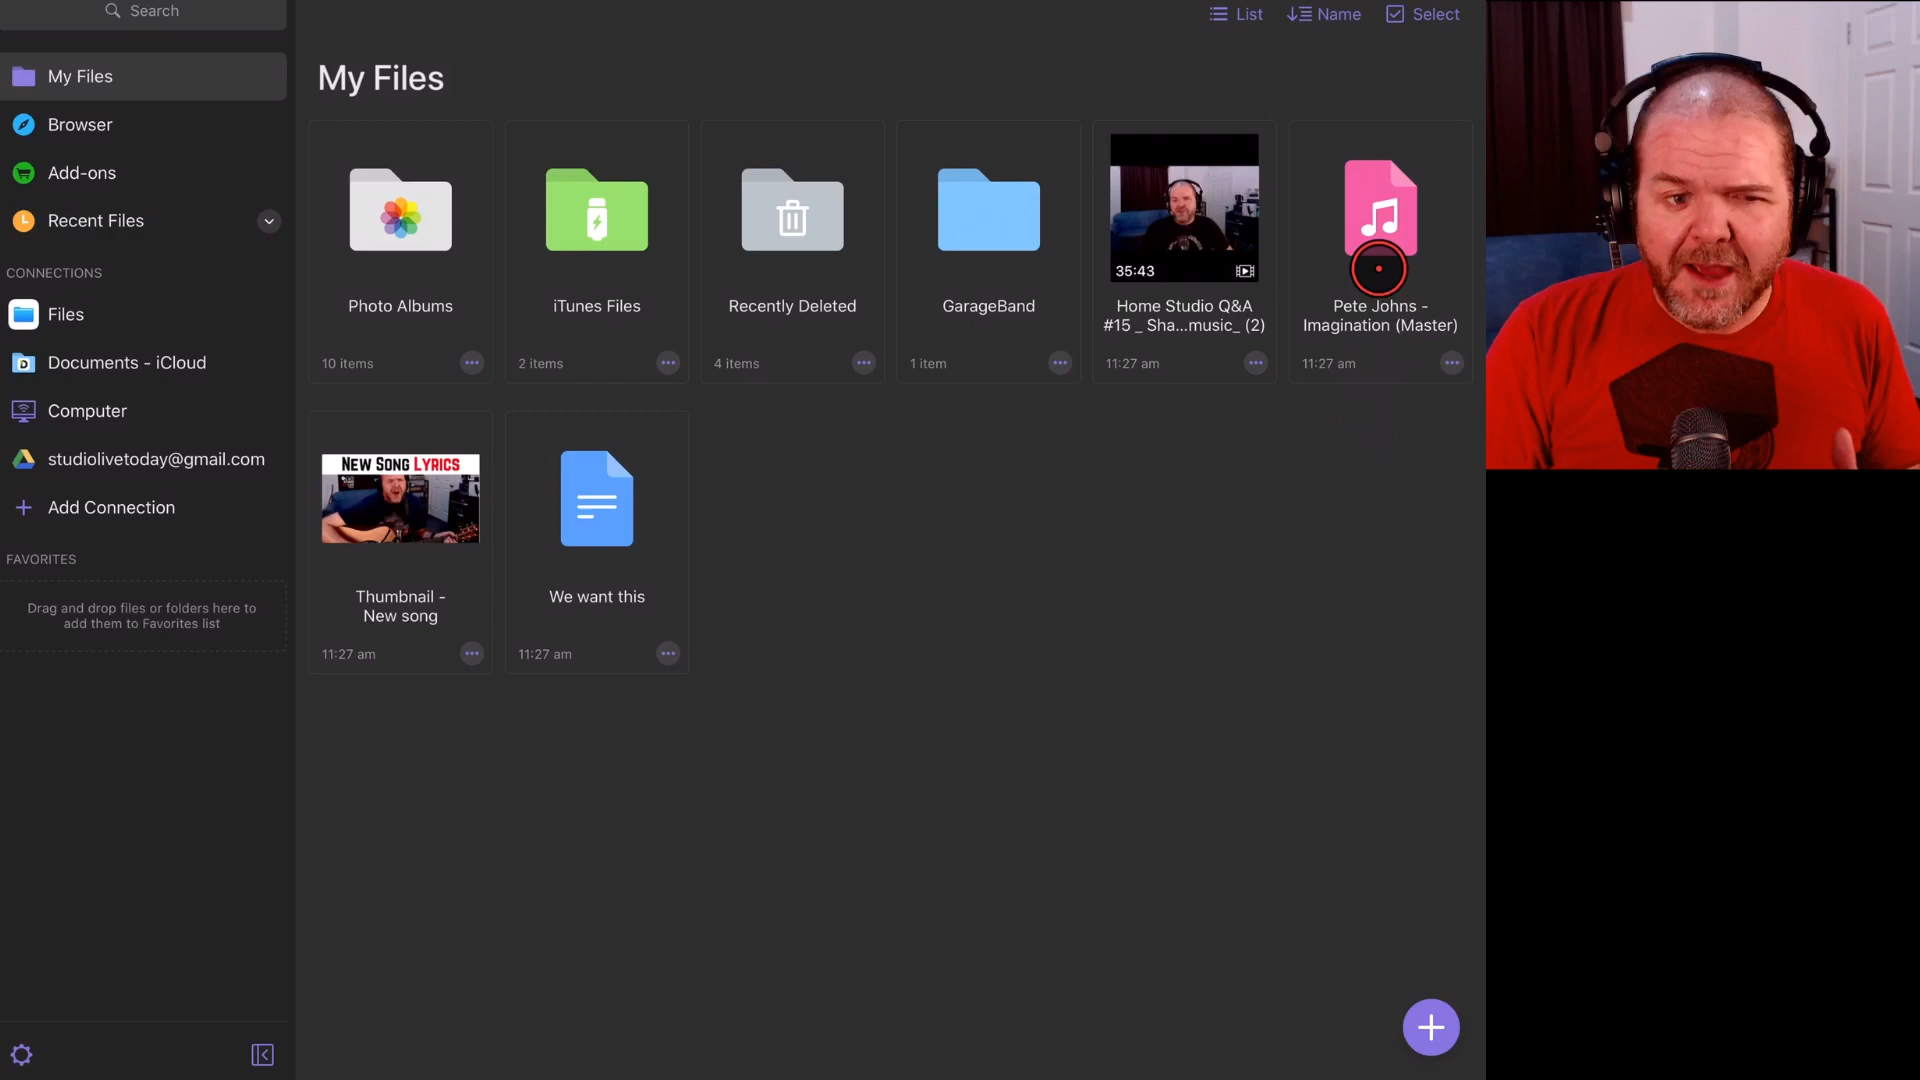 Search
List
Name
Select
My Files
Browser
Add-ons
Recent Files
CONNECTIONS
Files
Documents - iCloud
Computer
studiolivetoday@gmail.com
Add Connection
FAVORITES
Drag and drop files or folders here to
add them to Favorites list
My Files
Photo Albums
10 items
iTunes Files
2 items
Recently Deleted
4 items
GarageBand
1 item
35:43
Home Studio Q&A
#15 _ Sha...music_ (2)
11:27 am
Pete Johns -
Imagination (Master)
11:27 am
NEW SONG LYRICS
Thumbnail -
New song
11:27 am
We want this
11:27 am